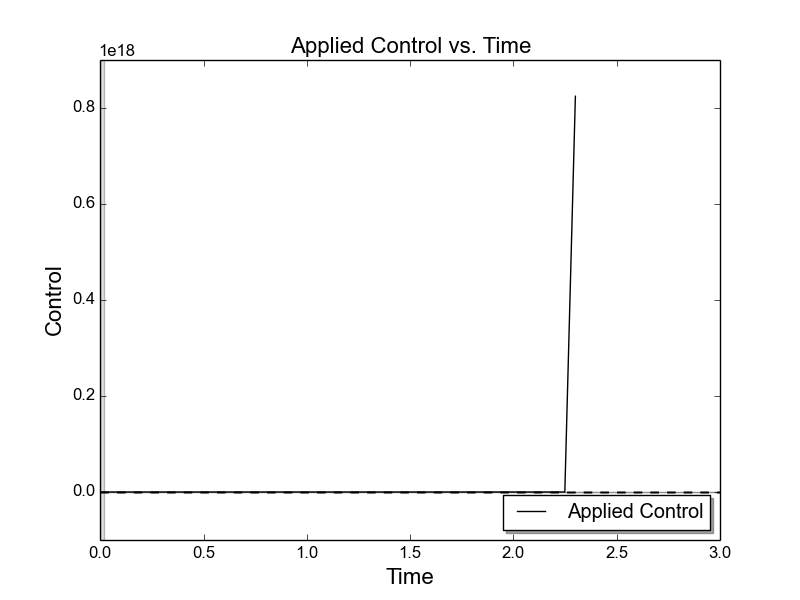 Applied Control vs. Time
1e18
0.8
0.6
0.4
0.2
0.0
Control
Applied Control
0.0 0.5 1.0 1.5 2.0 2.5 3.0
Time